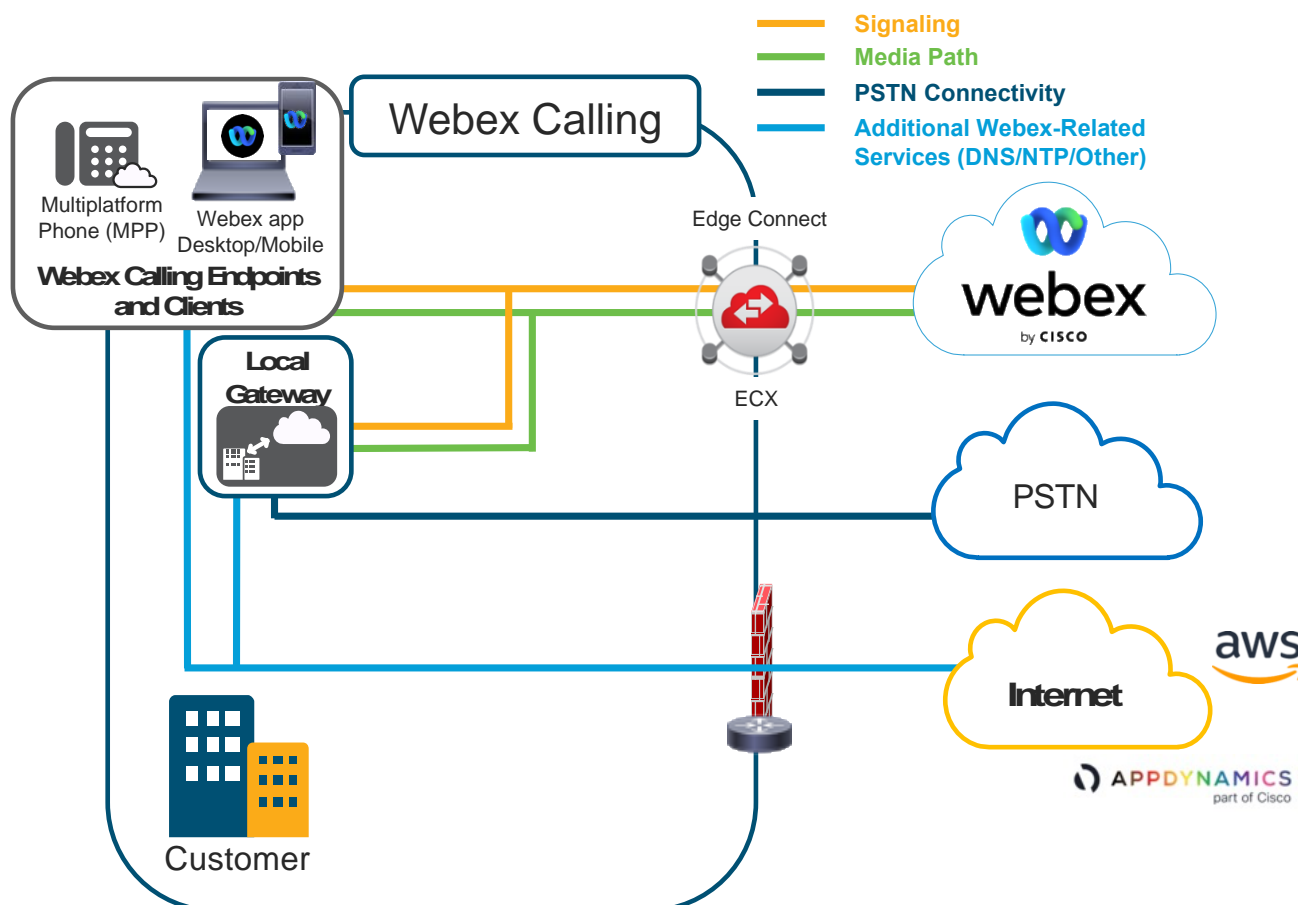 Signaling
Media Path
PSTN Connectivity
Additional Webex-Related
Services (DNS/NTP/Other)
Webex Calling
Multiplatform
Phone (MPP)
Webex app
Desktop/Mobile
Webex Calling Endpoints
and Clients
Edge Connect
webex
by CISCO
Local
Gateway
ECX
PSTN
Internet
aws
APPDYNAMICS
part of Cisco
Customer